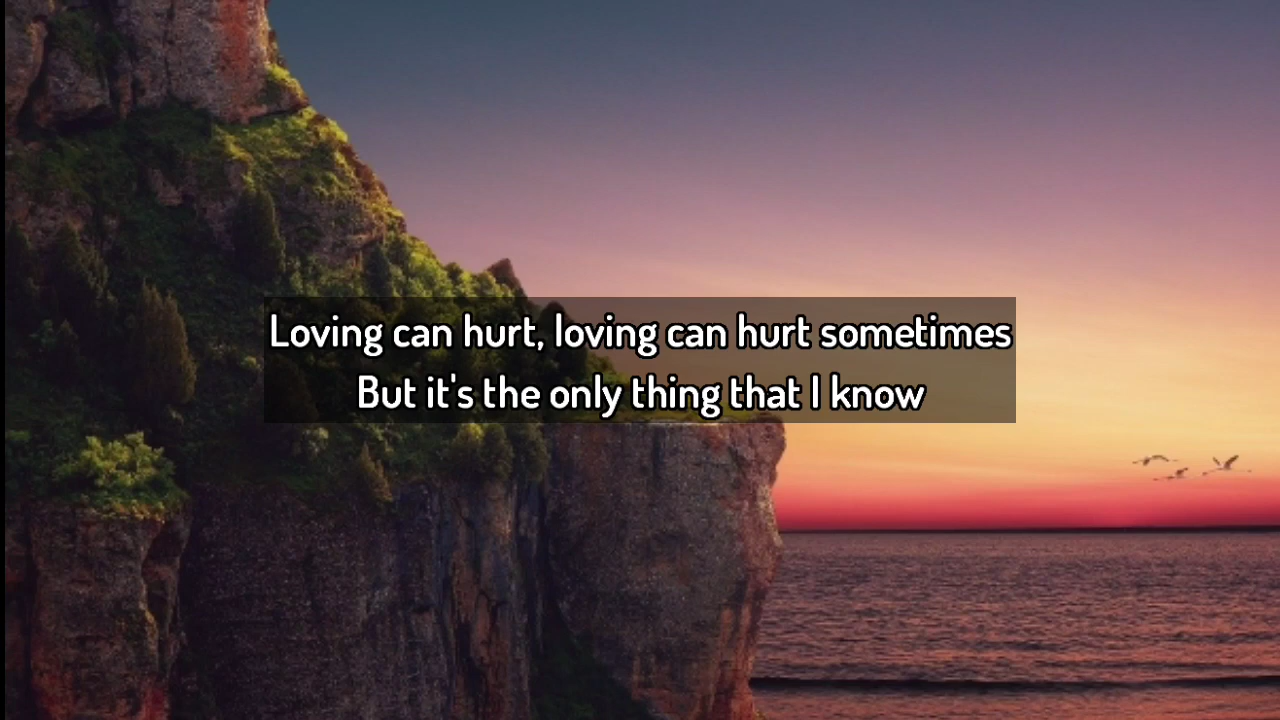 Loving can hurt, loving can hurt sometimes
But it's the only thing that I know